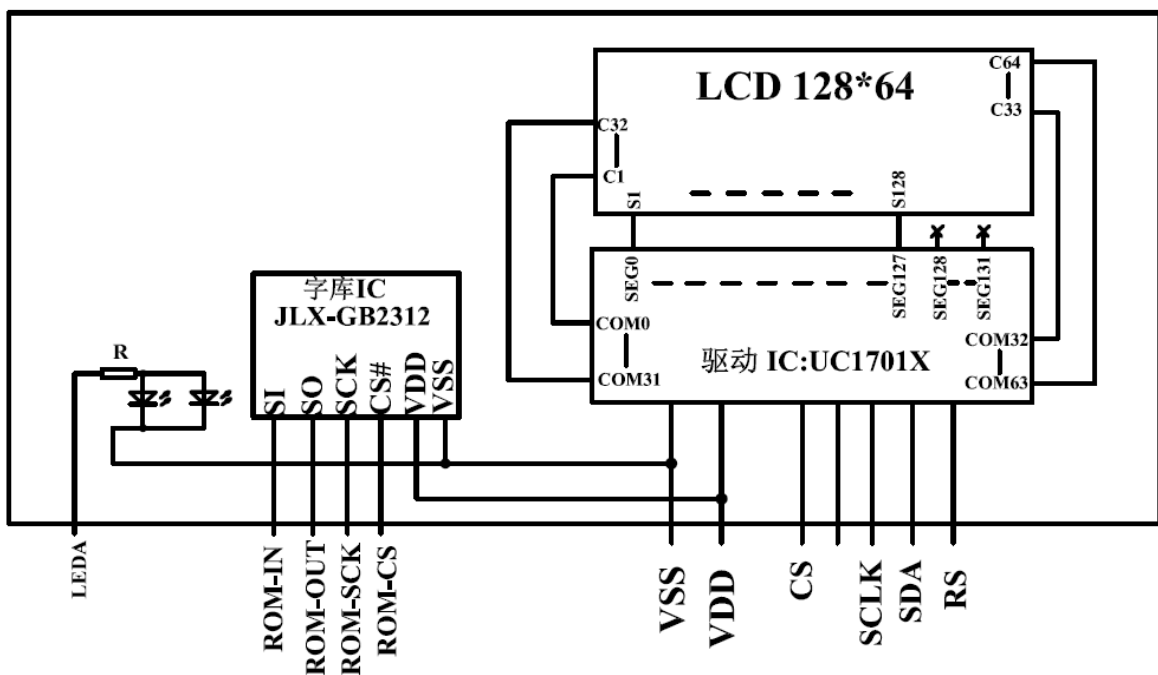 LCD 128*64
C64
C33
C32
C1
S1
S128
SEG0
SEG127
SEG128
SEG131
COM0
COM31
驱动 IC:UC1701X
COM32
COM63
字库IC
JLX-GB2312
SI
SO
SCK
CS#
VDD
VSS
R
LEDA
ROM-IN
ROM-OUT
ROM-SCK
ROM-CS
VSS
VDD
CS
SCLK
SDA
RS